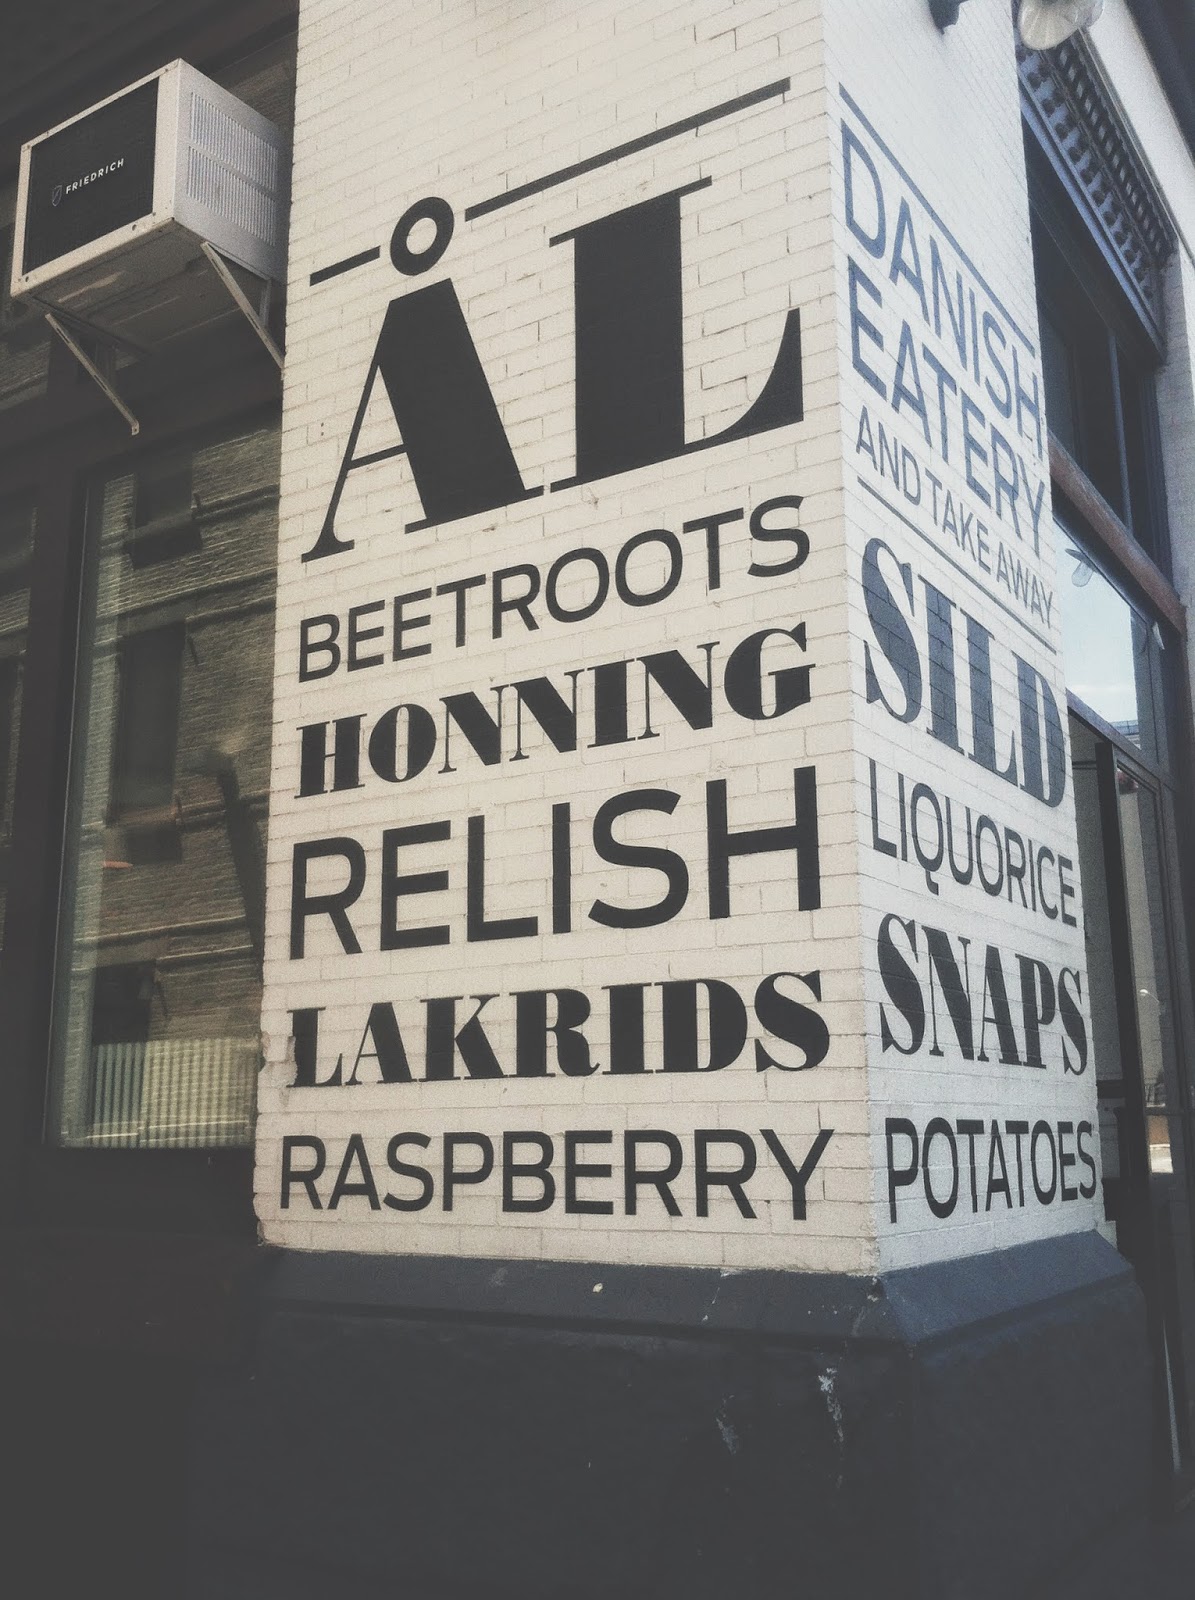 FRIEDRICH
ÅL
BEETROOTS
HONNING
RELISH
LAKRIDS
RASPBERRY
DANISH
EATERY
AND TAKE AWAY
SILD
LIQUORICE
SNAPS
POTATOES